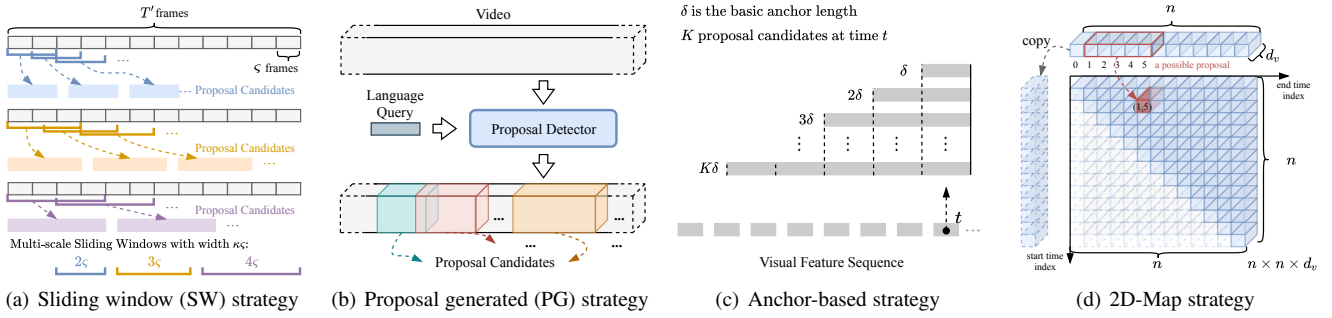 T′ frames
ς frames
...
Proposal Candidates
...
Proposal Candidates
...
Proposal Candidates
...
Multi-scale Sliding Windows with width κς:
2ς 3ς 4ς
(a) Sliding window (SW) strategy
Video
Language
Query
Proposal Detector
... ... ...
... ...
Proposal Candidates
(b) Proposal generated (PG) strategy
δ is the basic anchor length
K proposal candidates at time t
δ
2δ
3δ
Kδ
t
Visual Feature Sequence
(c) Anchor-based strategy
n
copy
d_v
0 1 2 3 4 5 a possible proposal
end time
index
(1,5)
n
start time
index
n
n × n × d_v
(d) 2D-Map strategy